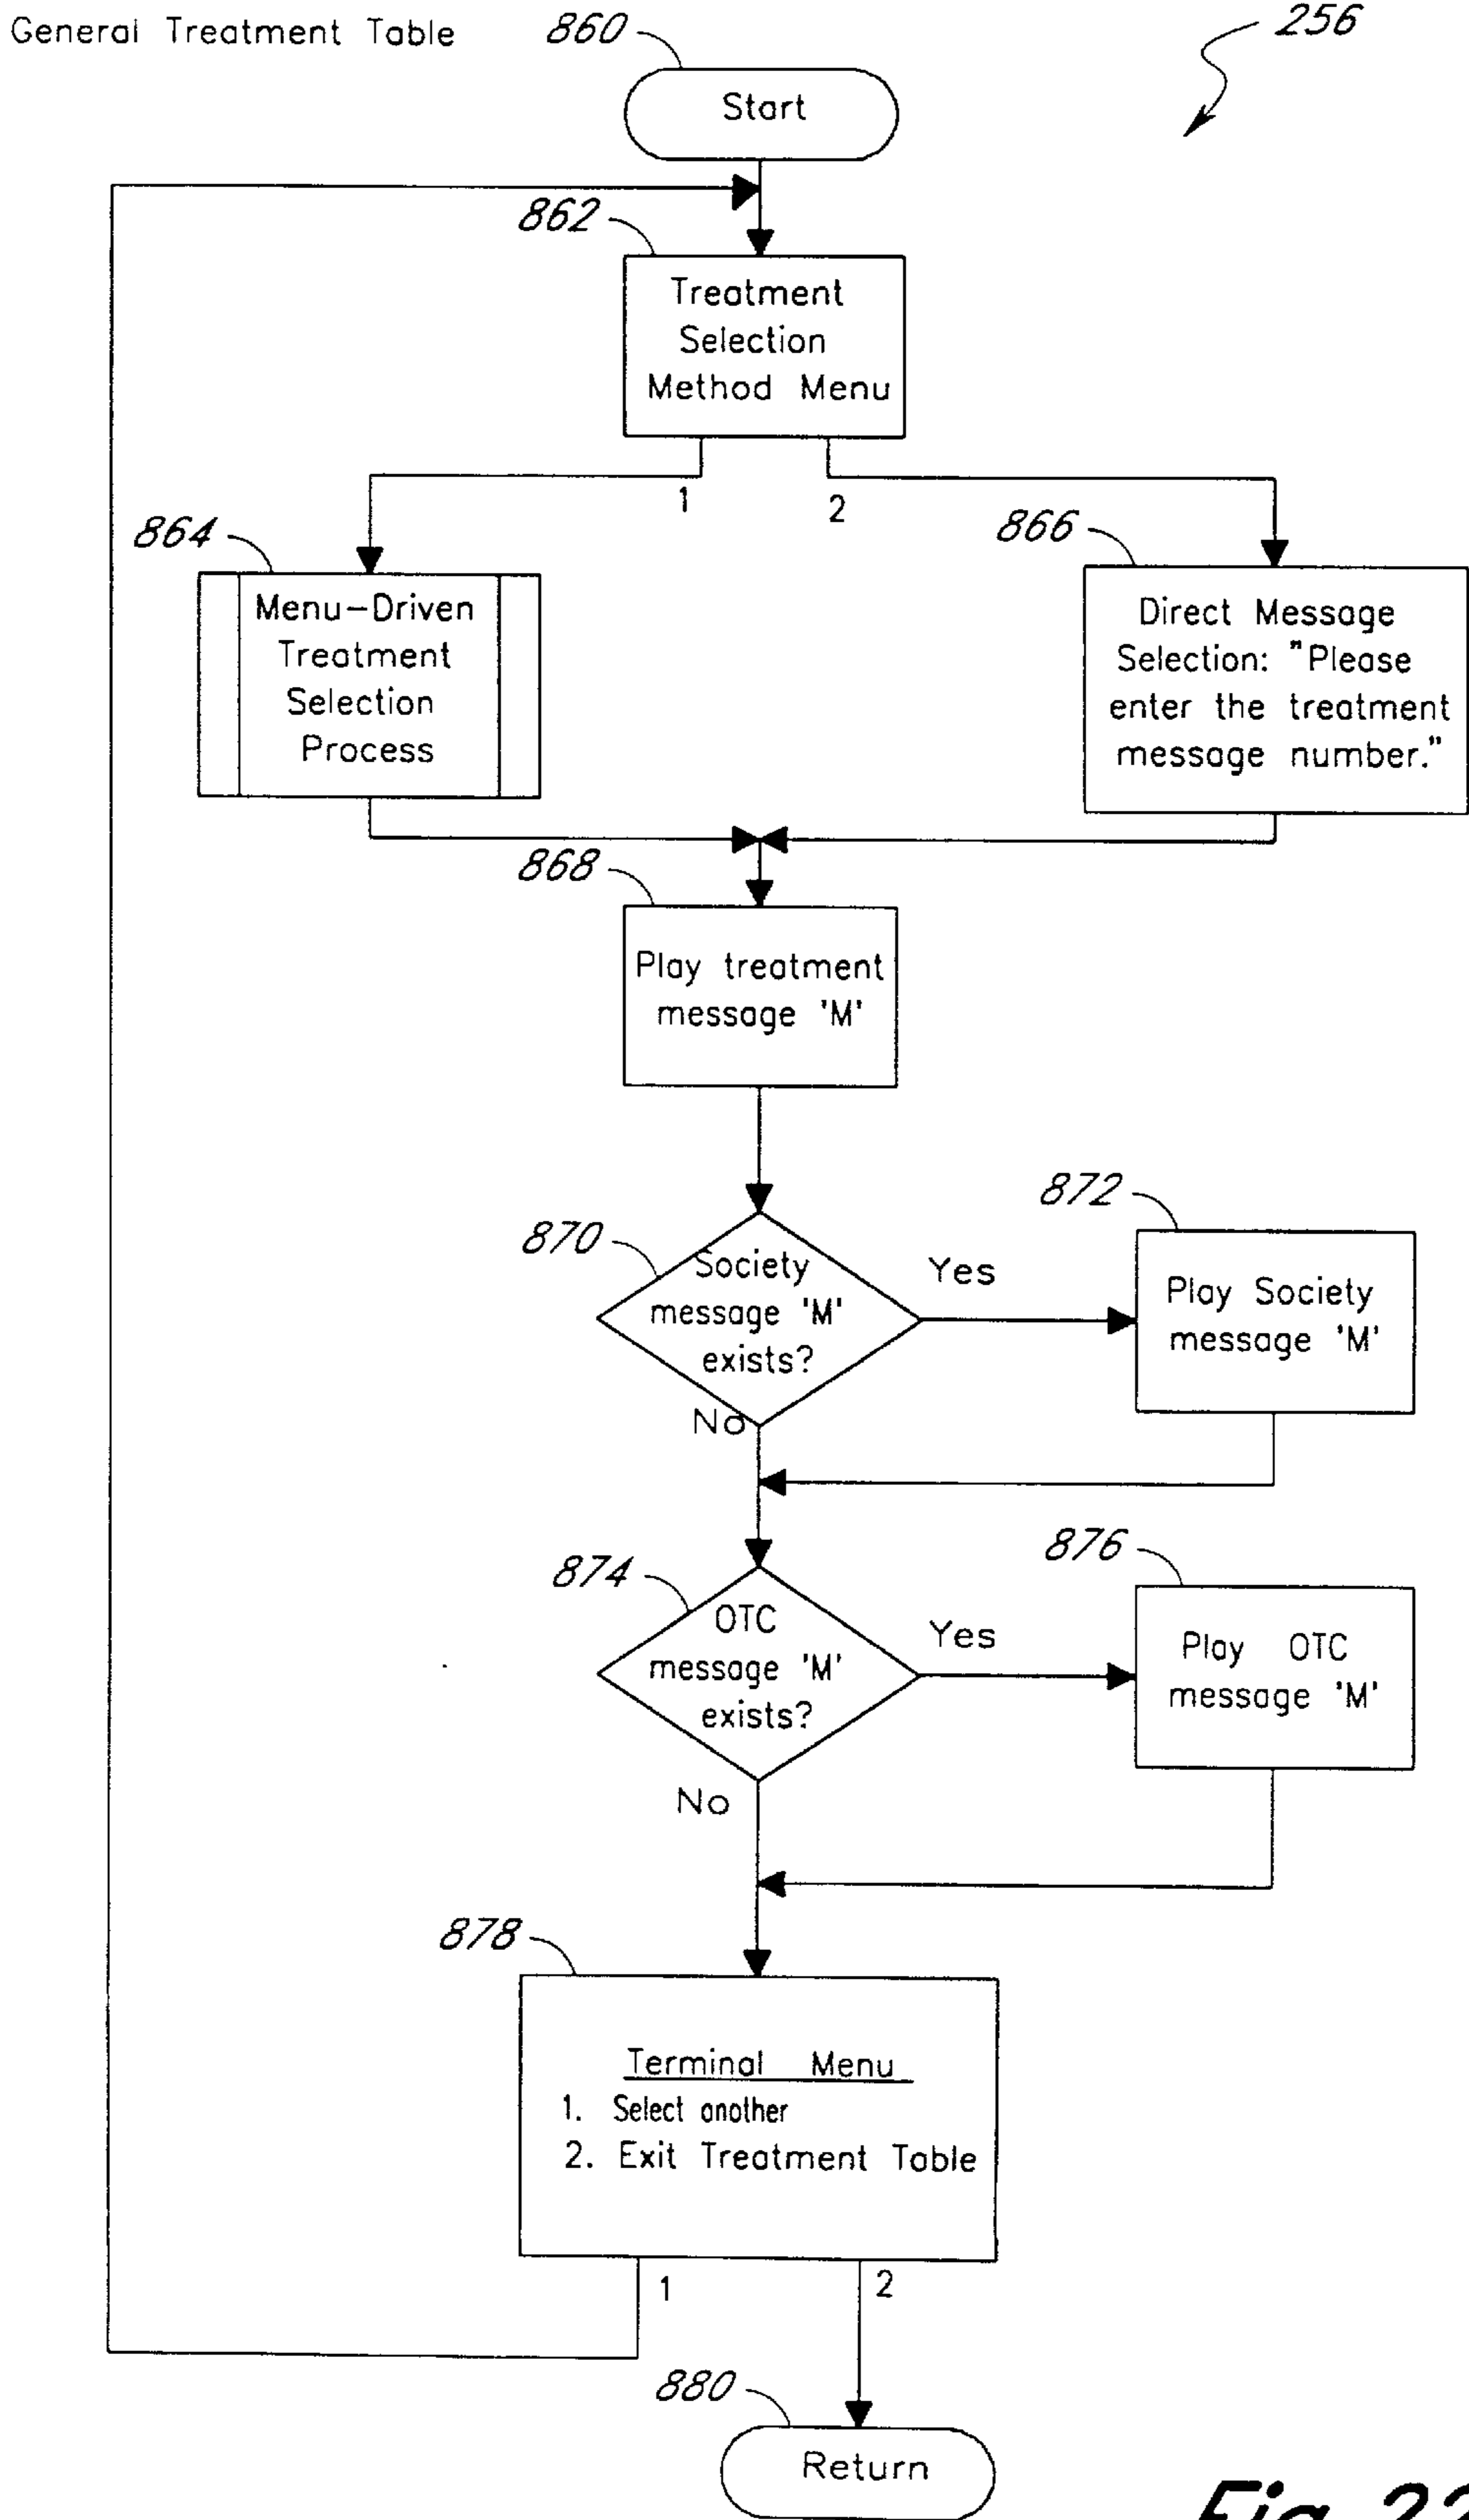 General Treatment Table
860
256
Start
862
Treatment
Selection
Method Menu
1
2
864
866
Menu-Driven
Treatment
Selection
Process
Direct Message
Selection: "Please
enter the treatment
message number."
868
Play treatment
message 'M'
870
Society
message 'M'
exists?
Yes
872
Play Society
message 'M'
No
874
OTC
message 'M'
exists?
Yes
876
Play OTC
message 'M'
No
878
Terminal Menu
1. Select another
2. Exit Treatment Table
1
2
880
Return